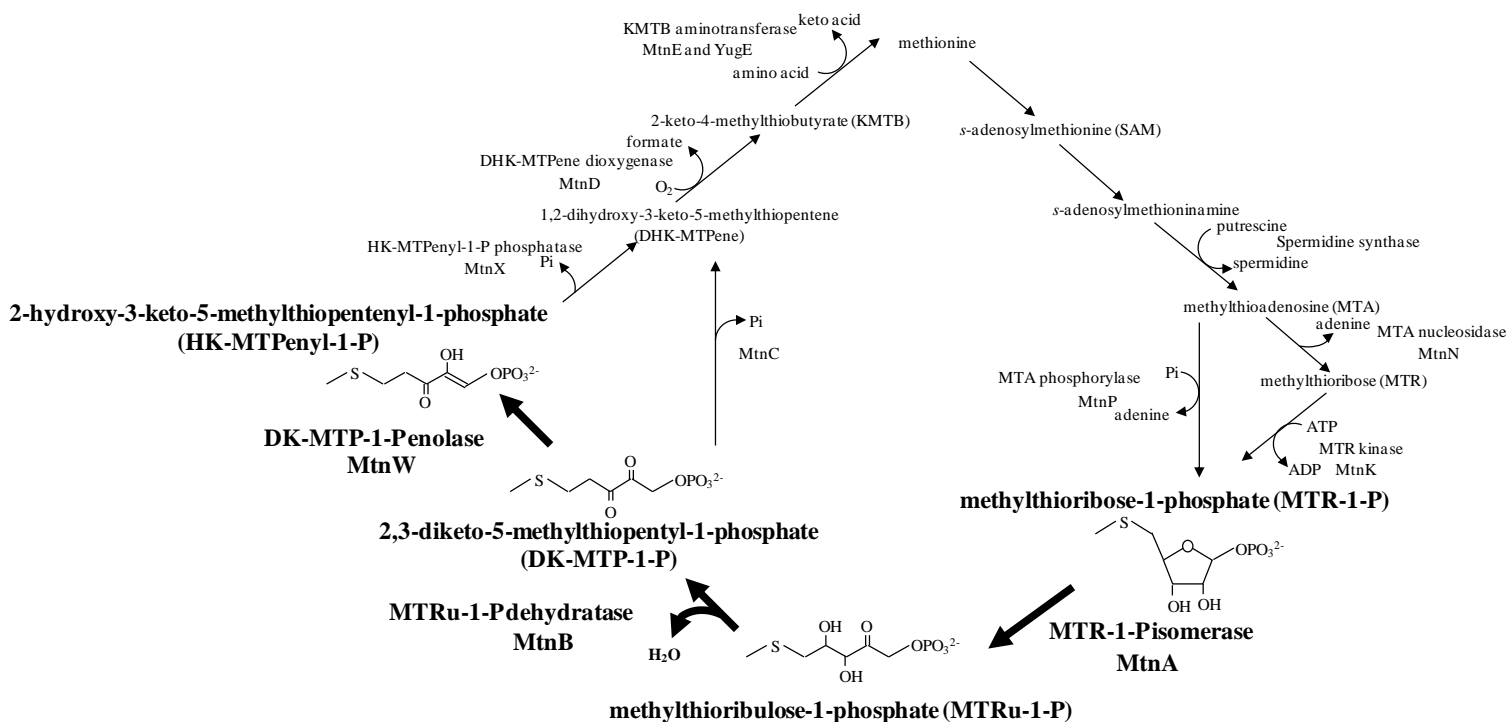 KMTB aminotransferase
MtnE and YugE
keto acid
amino acid
methionine
2-keto-4-methylthiobutyrate (KMTB)
s-adenosylmethionine (SAM)
formate
DHK-MTPene dioxygenase
MtnD
O2
1,2-dihydroxy-3-keto-5-methylthiopentene
(DHK-MTPene)
s-adenosylmethioninamine
putrescine
Spermidine synthase
spermidine
HK-MTPenyl-1-P phosphatase
MtnX
Pi
2-hydroxy-3-keto-5-methylthiopentenyl-1-phosphate
(HK-MTPenyl-1-P)
methylthioadenosine (MTA)
adenine
MTA nucleosidase
MtnN
Pi
MtnC
S
OH
O
OPO3 2-
MTA phosphorylase
MtnP
Pi
adenine
methylthioribose (MTR)
ATP
MTR kinase
ADP
MtnK
DK-MTP-1-Penolase
MtnW
S
O
O
OPO3 2-
methylthioribose-1-phosphate (MTR-1-P)
2,3-diketo-5-methylthiopentyl-1-phosphate
(DK-MTP-1-P)
S
O
OPO3 2-
OH
OH
MTRu-1-Pdehydratase
MtnB
H2O
OH
O
S
OPO3 2-
OH
MTR-1-Pisomerase
MtnA
methylthioribulose-1-phosphate (MTRu-1-P)